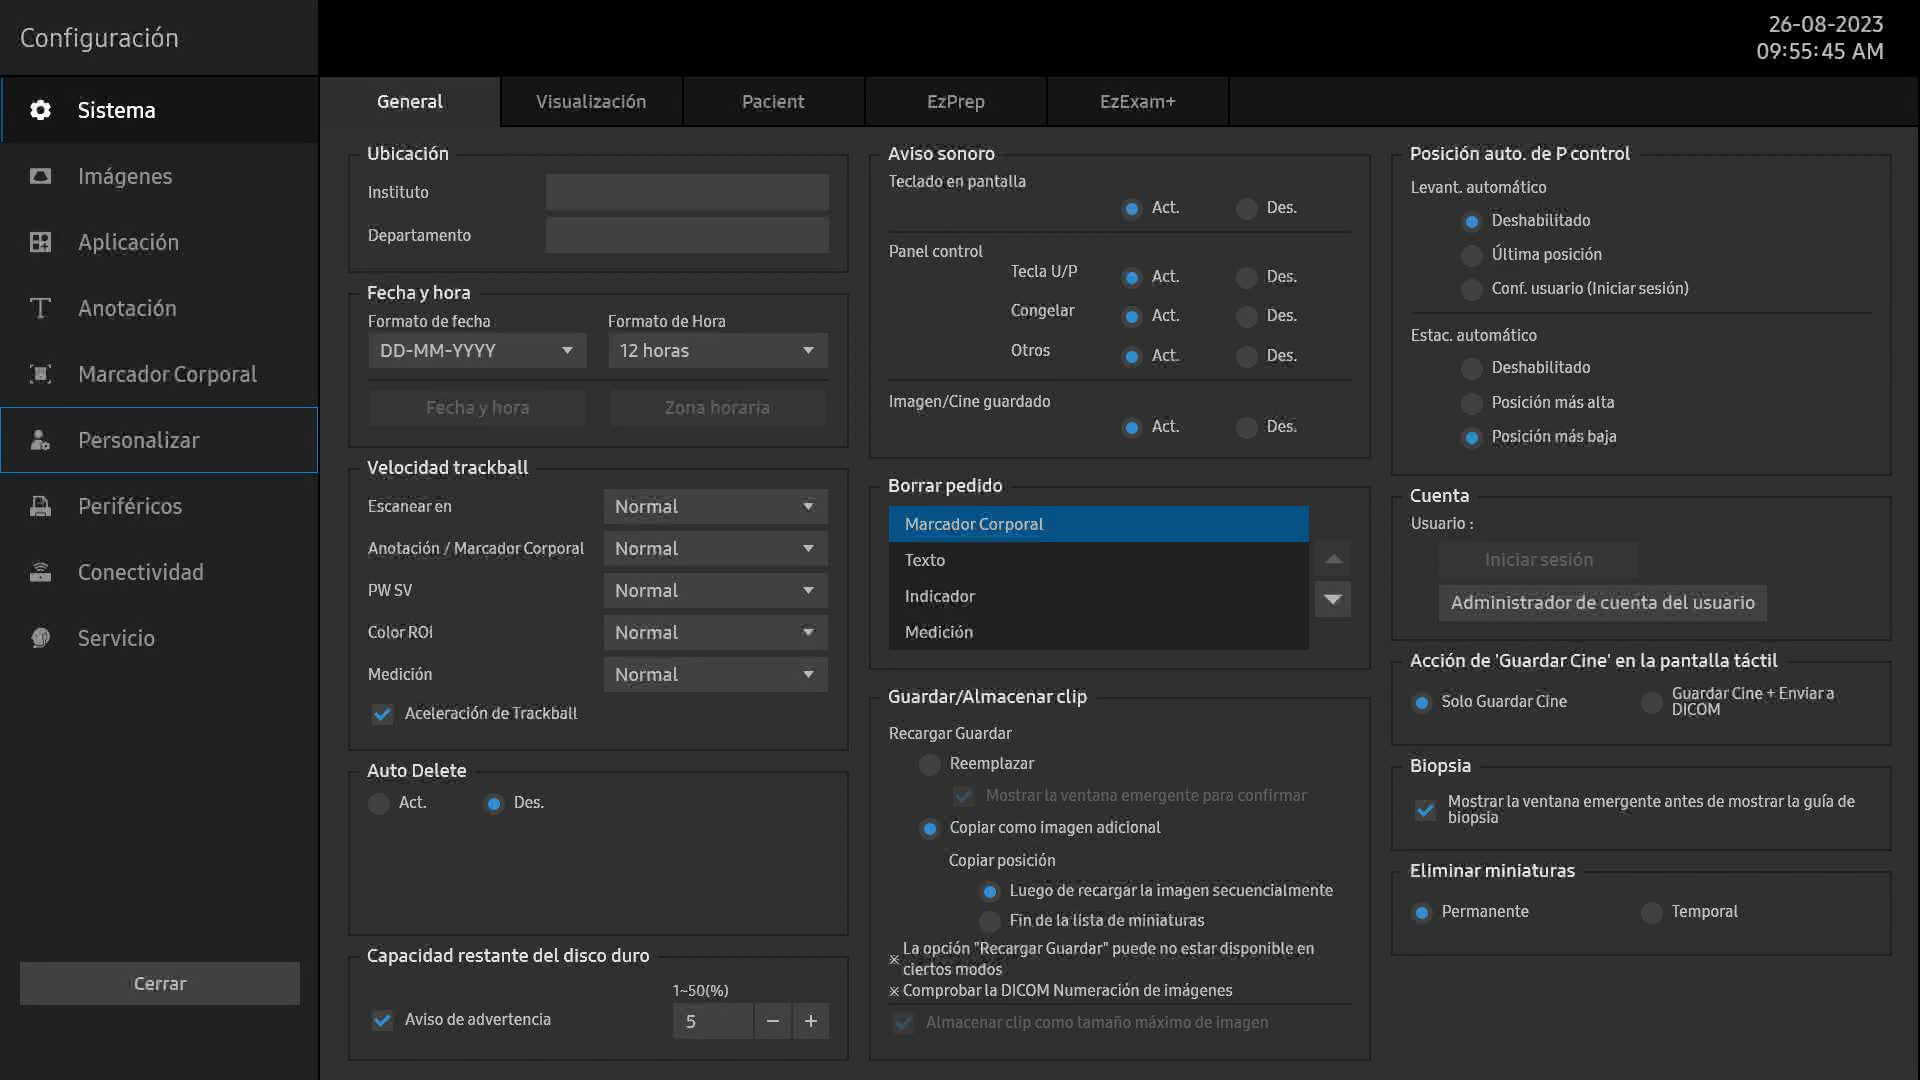 Configuración
26-08-2023
09:55:45 AM
Sistema
Imágenes
Aplicación
Anotación
Marcador Corporal
Personalizar
Periféricos
Conectividad
Servicio
Cerrar
General
Visualización
Pacient
EzPrep
EzExam+
Ubicación
Instituto
Departamento
Fecha y hora
Formato de fecha
Formato de Hora
DD-MM-YYYY
12 horas
Fecha y hora
Zona horaria
Velocidad trackball
Escanear en
Normal
Anotación / Marcador Corporal
Normal
PW SV
Normal
Color ROI
Normal
Medición
Normal
Aceleración de Trackball
Auto Delete
Act.
Des.
Capacidad restante del disco duro
1~50(%)
Aviso de advertencia
5
−
+
Aviso sonoro
Teclado en pantalla
Act.
Des.
Panel control
Tecla U/P
Act.
Des.
Congelar
Act.
Des.
Otros
Act.
Des.
Imagen/Cine guardado
Act.
Des.
Borrar pedido
Marcador Corporal
Texto
Indicador
Medición
Guardar/Almacenar clip
Recargar Guardar
Reemplazar
Mostrar la ventana emergente para confirmar
Copiar como imagen adicional
Copiar posición
Luego de recargar la imagen secuencialmente
Fin de la lista de miniaturas
※ La opción "Recargar Guardar" puede no estar disponible en
ciertos modos
※ Comprobar la DICOM Numeración de imágenes
Almacenar clip como tamaño máximo de imagen
Posición auto. de P control
Levant. automático
Deshabilitado
Última posición
Conf. usuario (Iniciar sesión)
Estac. automático
Deshabilitado
Posición más alta
Posición más baja
Cuenta
Usuario :
Iniciar sesión
Administrador de cuenta del usuario
Acción de 'Guardar Cine' en la pantalla táctil
Solo Guardar Cine
Guardar Cine + Enviar a
DICOM
Biopsia
Mostrar la ventana emergente antes de mostrar la guía de
biopsia
Eliminar miniaturas
Permanente
Temporal